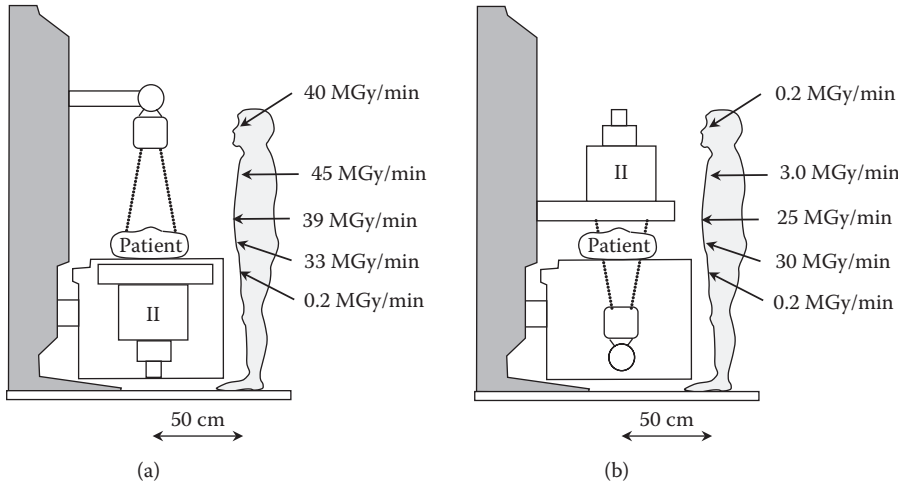 40 MGy/min
45 MGy/min
39 MGy/min
33 MGy/min
0.2 MGy/min
Patient
II
50 cm
(a)
0.2 MGy/min
3.0 MGy/min
25 MGy/min
30 MGy/min
0.2 MGy/min
II
Patient
50 cm
(b)